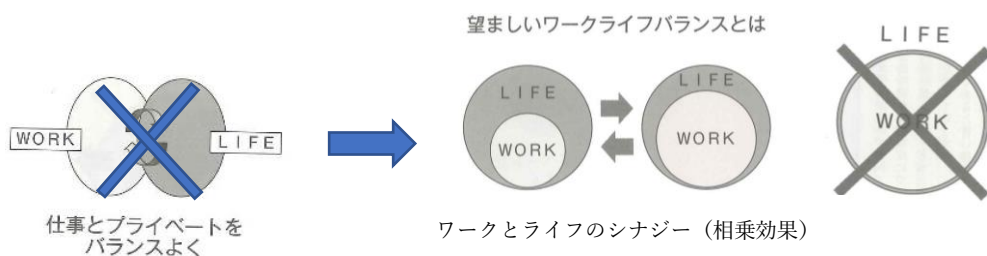 WORK
LIFE
仕事とプライベートを
バランスよく
望ましいワークライフバランスとは
LIFE
WORK
LIFE
WORK
ワークとライフのシナジー（相乗効果）
LIFE
WORK